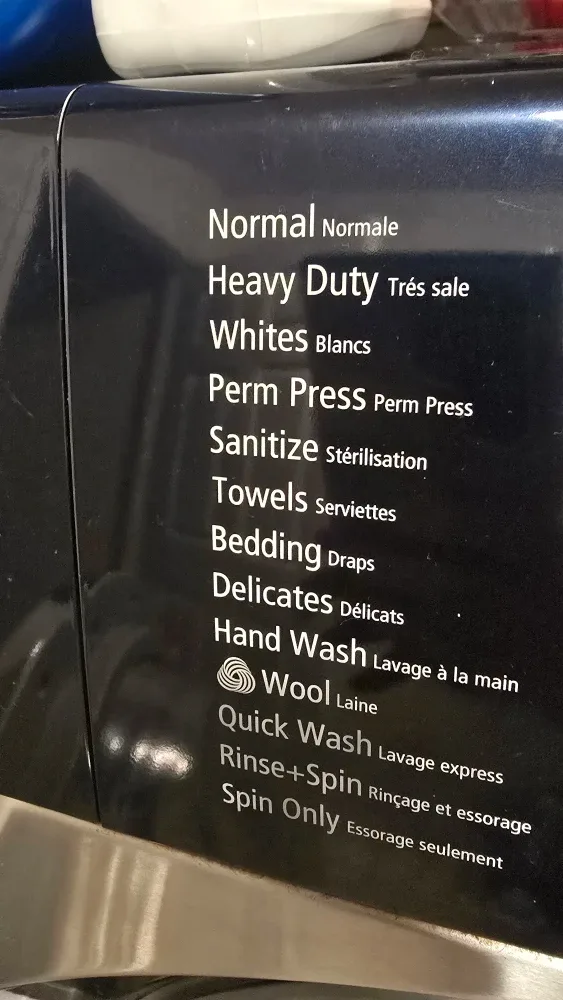 Normal Normale
Heavy Duty Trés sale
Whites Blancs
Perm Press Perm Press
Sanitize Stérilisation
Towels Serviettes
Bedding Draps
Delicates Délicats
Hand Wash Lavage à la main
Wool Laine
Quick Wash Lavage express
Rinse+Spin Rinçage et essorage
Spin Only Essorage seulement